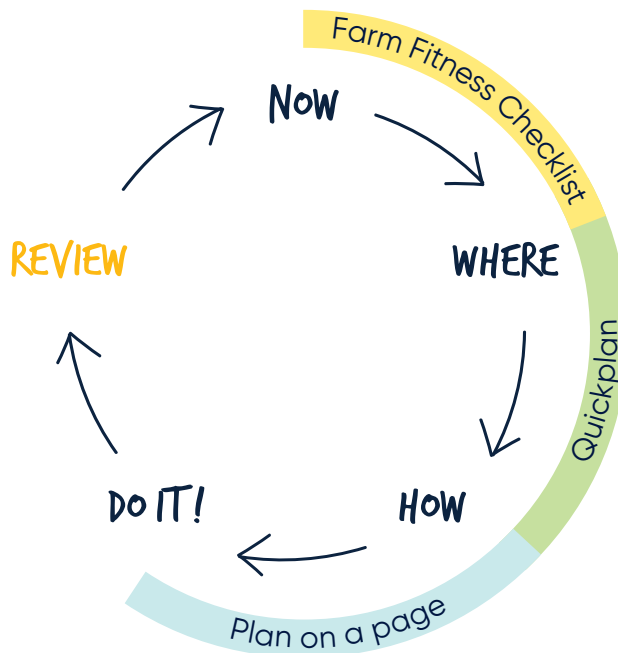 Farm Fitness Checklist
NOW
REVIEW
WHERE
Quickplan
DO IT!
HOW
Plan on a page